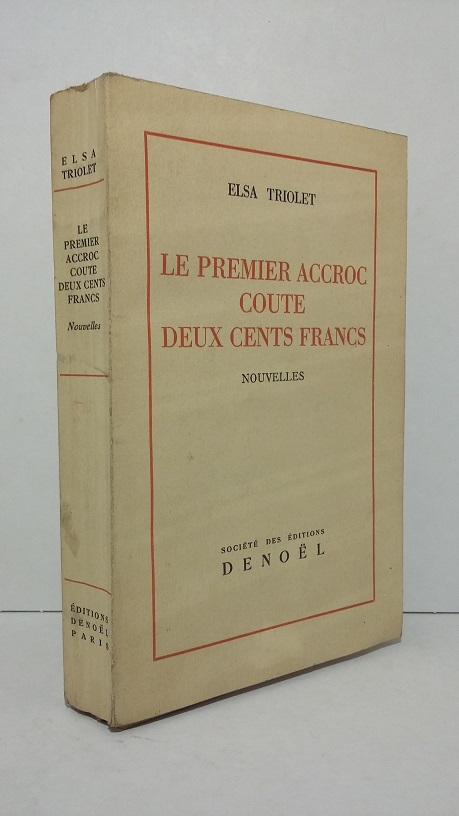 ELSA
TRIOLET
LE
PREMIER
ACCROC
COUTE
DEUX CENTS
FRANCS
Nouvelles
ÉDITIONS
DENOËL
PARIS
ELSA TRIOLET
LE PREMIER ACCROC
COUTE
DEUX CENTS FRANCS
NOUVELLES
SOCIÉTÉ DES ÉDITIONS
DENOËL